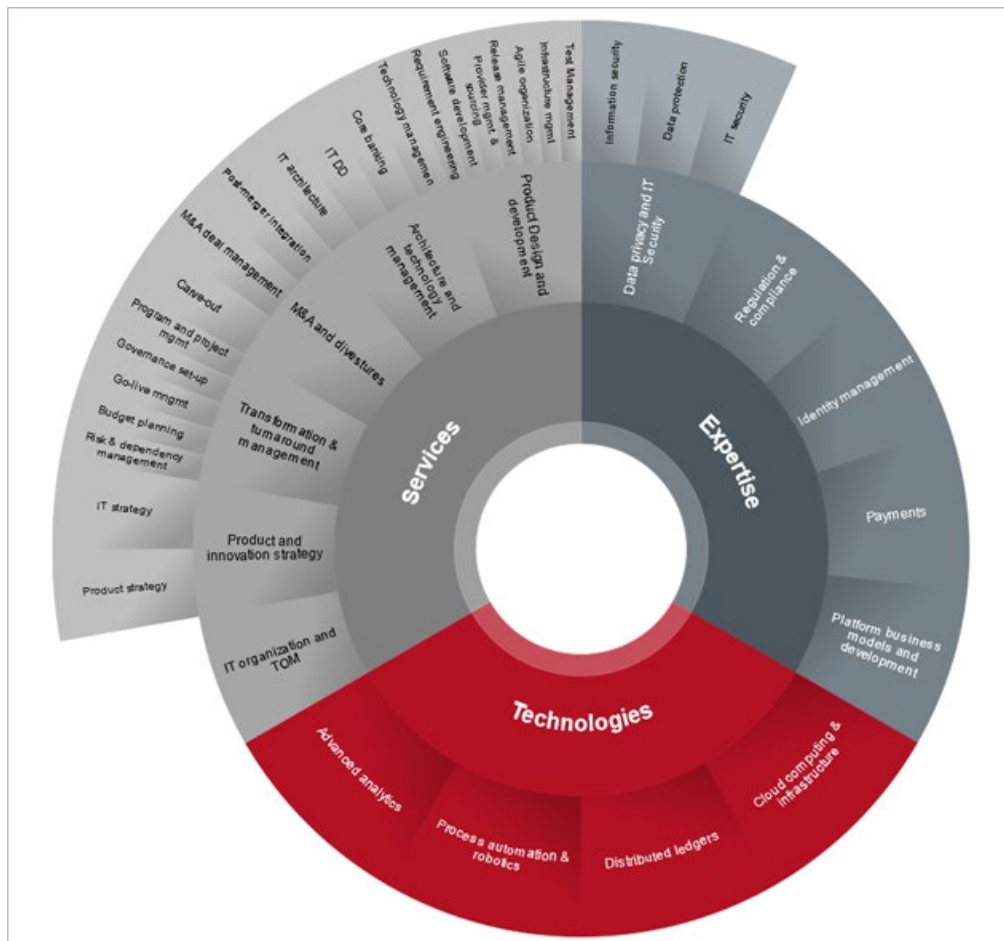 Test Management
Infrastructure mgmt
Agile organization
Release management
Provider mgmt. &
sourcing
Software development
Requirement engineering
Technology managemen
Core banking
IT DD
IT architecture
Post-merger integration
M&A deal management
Carve-out
Program and project
mgmt
Governance set-up
Go-live mngmt
Budget planning
Risk & dependency
management
IT strategy
Product strategy
Product Design and
development
Architecture and
technology
management
M&A and divestures
Transformation &
turnaround
management
Product and
innovation strategy
IT organization and
TOM
Services
Information security
Data protection
IT security
Data privacy and IT
Security
Regulation &
compliance
Identity management
Payments
Platform business
models and
development
Expertise
Technologies
Advanced analytics
Process automation &
robotics
Distributed ledgers
Cloud computing &
infrastructure